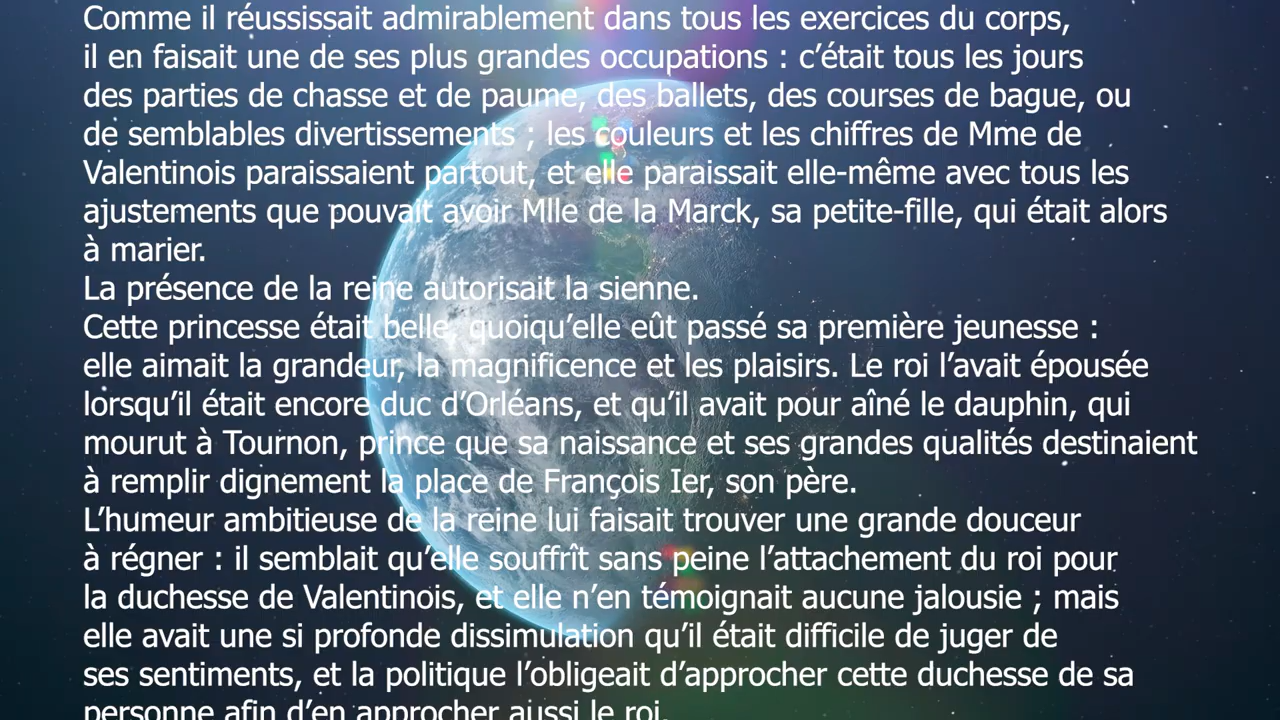 Comme il réussissait admirablement dans tous les exercices du corps,
il en faisait une de ses plus grandes occupations : c’était tous les jours
des parties de chasse et de paume, des ballets, des courses de bague, ou
de semblables divertissements ; les couleurs et les chiffres de Mme de
Valentinois paraissaient partout, et elle paraissait elle-même avec tous les
ajustements que pouvait avoir Mlle de la Marck, sa petite-fille, qui était alors
à marier.
La présence de la reine autorisait la sienne.
Cette princesse était belle, quoiqu’elle eût passé sa première jeunesse :
elle aimait la grandeur, la magnificence et les plaisirs. Le roi l’avait épousée
lorsqu’il était encore duc d’Orléans, et qu’il avait pour aîné le dauphin, qui
mourut à Tournon, prince que sa naissance et ses grandes qualités destinaient
à remplir dignement la place de François Ier, son père.
L’humeur ambitieuse de la reine lui faisait trouver une grande douceur
à régner : il semblait qu’elle souffrît sans peine l’attachement du roi pour
la duchesse de Valentinois, et elle n’en témoignait aucune jalousie ; mais
elle avait une si profonde dissimulation qu’il était difficile de juger de
ses sentiments, et la politique l’obligeait d’approcher cette duchesse de sa
personne afin d’en approcher aussi le roi.